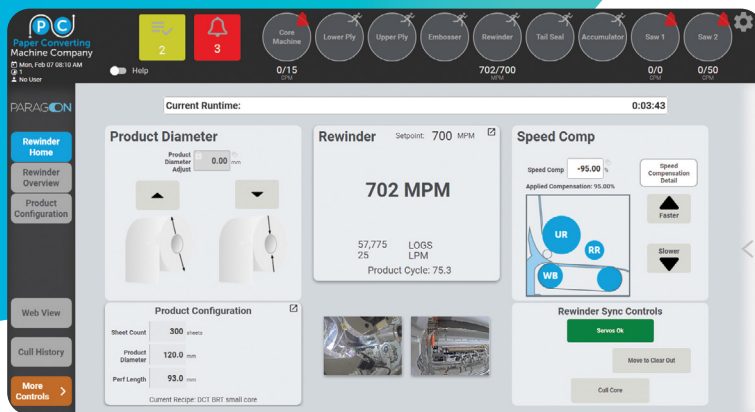 PC
Paper Converting
Machine Company
Mon, Feb 07 08:10 AM
1
No User
2
3
Help
Core
Machine
Lower Ply
Upper Ply
Embosser
Rewinder
Tail Seal
Accumulator
Saw 1
Saw 2
0/15
DPM
702/700
MPM
0/0
DPM
0/50
DPM
PARAGON
Current Runtime:
0:03:43
Rewinder
Home
Rewinder
Overview
Product
Configuration
Web View
Cull History
More
Controls >
Product Diameter
Product
Diameter
Adjust
0.00 mm
Rewinder
Setpoint: 700 MPM
702 MPM
57,775 LOGS
25 LPM
Product Cycle: 75.3
Speed Comp
Speed Comp
-95.00 %
Speed
Compensation
Detail
Applied Compensation: 95.00%
Faster
Slower
UR
RR
WB
Product Configuration
Sheet Count 300 sheets
Product
Diameter
120.0 mm
Perf Length 93.0 mm
Current Recipe: DCT BRT small core
Rewinder Sync Controls
Servos Ok
Move to Clear Out
Cull Core